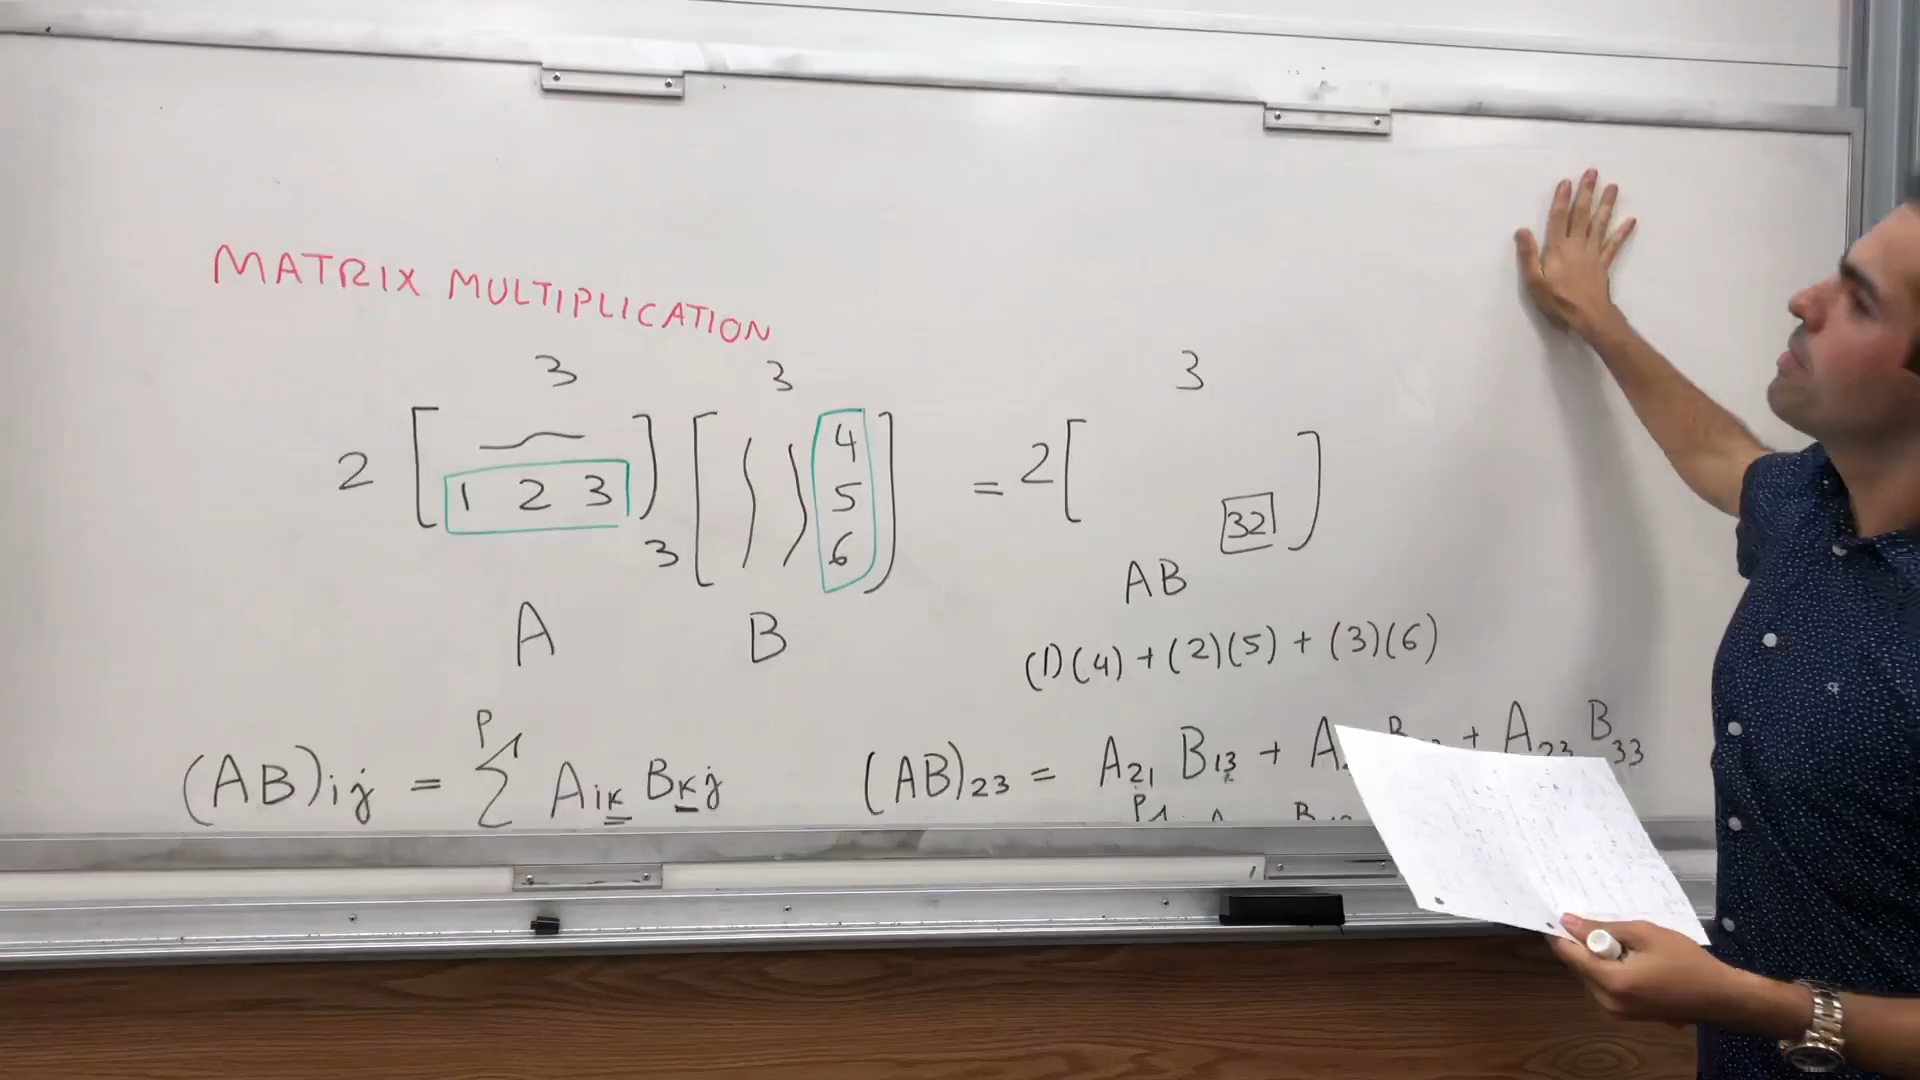 MATRIX MULTIPLICATION
3 3 3
2 [ 1 2 3 ] 3 [ 4 5 6 ] = 2 [ 32 ]
A B AB
(1)(4) + (2)(5) + (3)(6)
(AB)ij = P Σ Aik Bkj
(AB)23 = A21 B13 + A + A23 B33